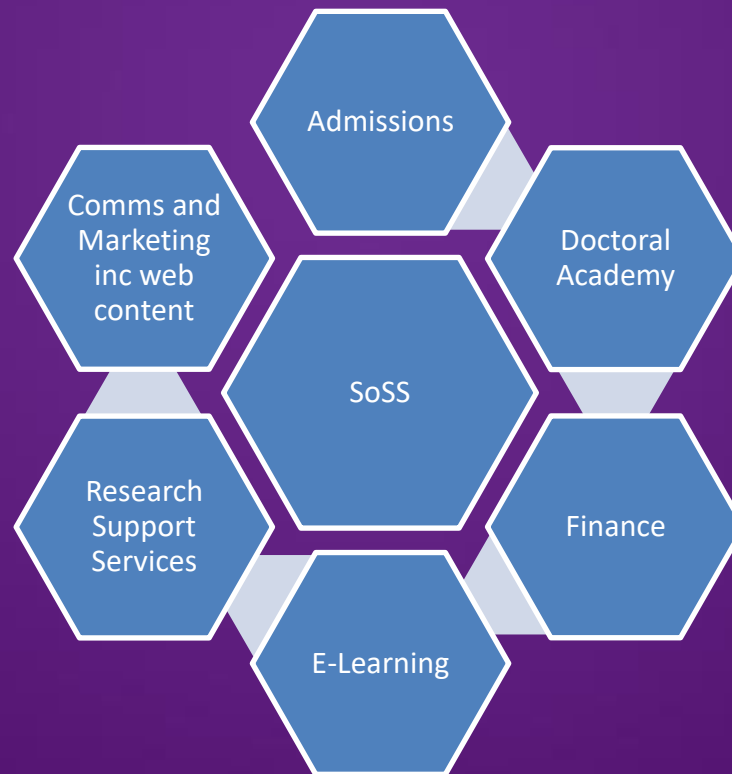 Admissions
Comms and
Marketing
inc web
content
Doctoral
Academy
SoSS
Research
Support
Services
Finance
E-Learning